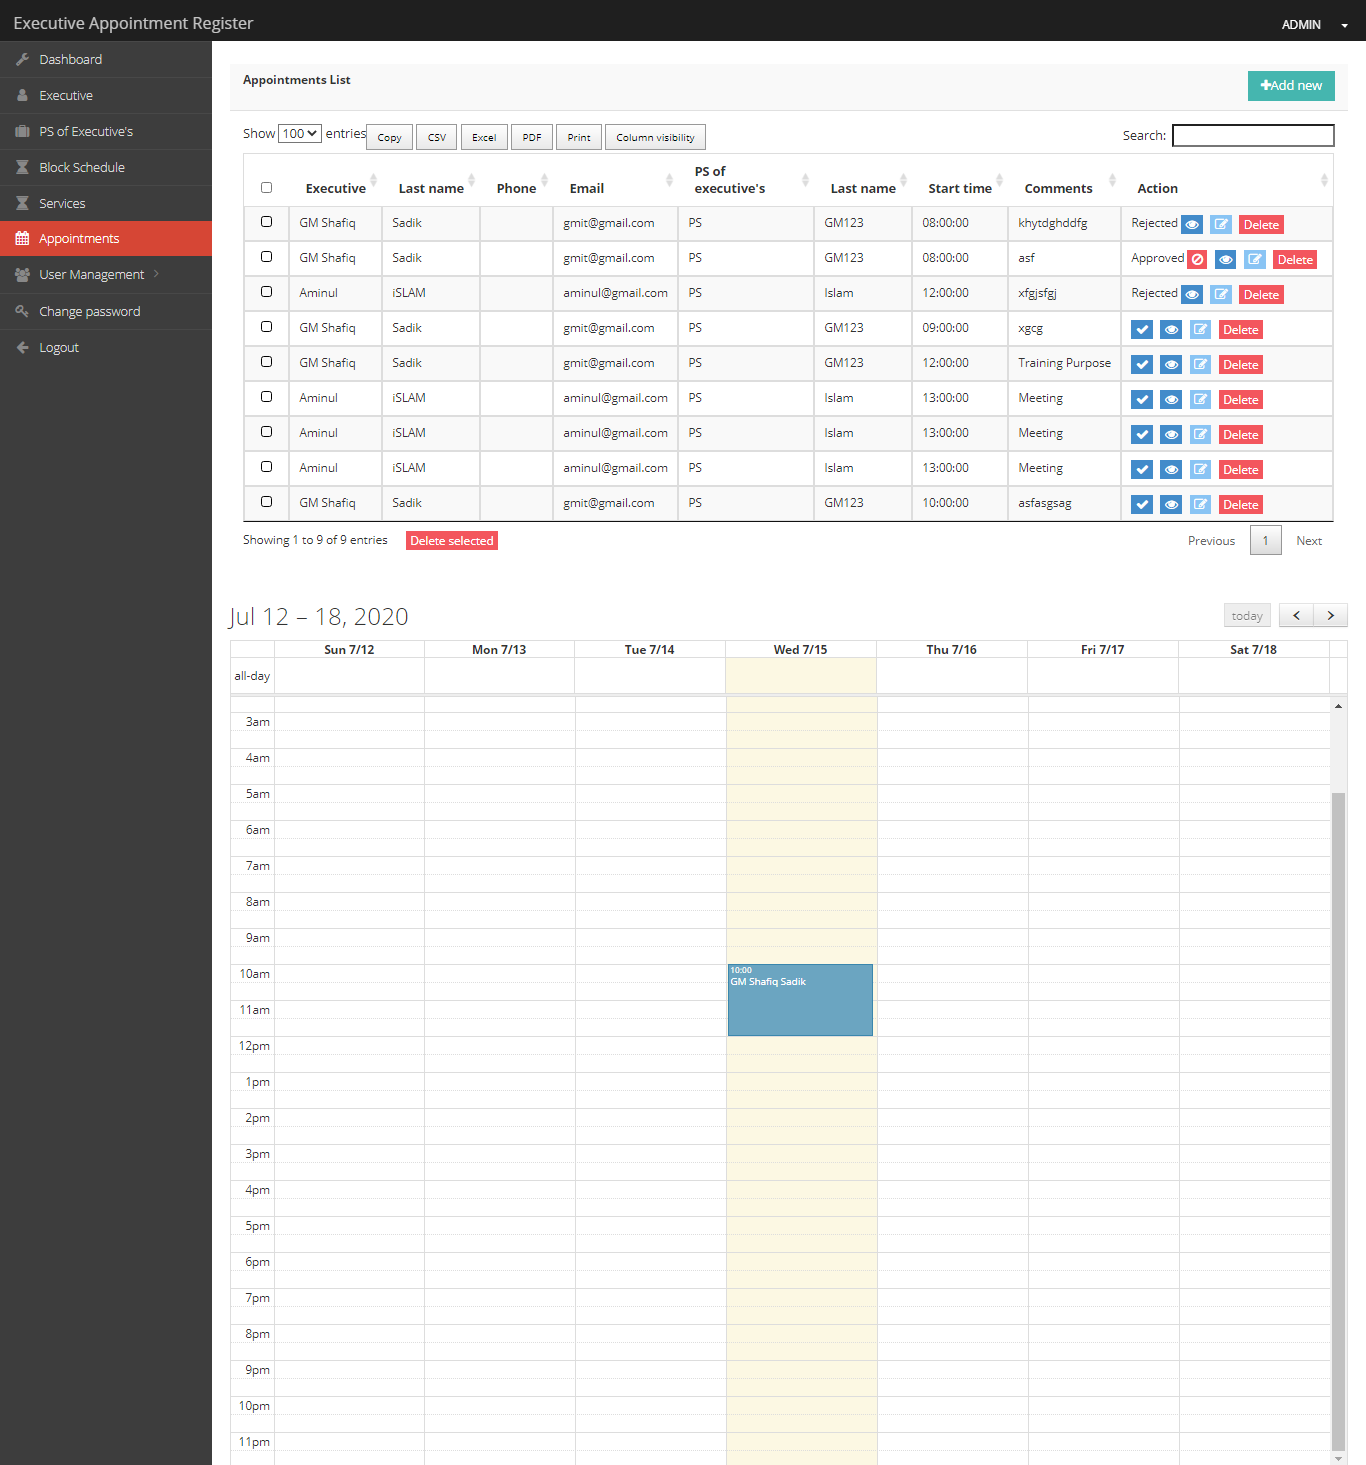 Executive Appointment Register
ADMIN
Dashboard
Executive
PS of Executive's
Block Schedule
Services
Appointments
User Management
Change password
Logout
Appointments List
Add new
Show 100 entries Copy CSV Excel PDF Print Column visibility Search:
Executive Last name Phone Email PS of executive's Last name Start time Comments Action
GM Shafiq Sadik gmit@gmail.com PS GM123 08:00:00 khytdghddfg Rejected Delete
GM Shafiq Sadik gmit@gmail.com PS GM123 08:00:00 asf Approved Delete
Aminul iSLAM aminul@gmail.com PS Islam 12:00:00 xfgjsfgj Rejected Delete
GM Shafiq Sadik gmit@gmail.com PS GM123 09:00:00 xgcg Delete
GM Shafiq Sadik gmit@gmail.com PS GM123 12:00:00 Training Purpose Delete
Aminul iSLAM aminul@gmail.com PS Islam 13:00:00 Meeting Delete
Aminul iSLAM aminul@gmail.com PS Islam 13:00:00 Meeting Delete
Aminul iSLAM aminul@gmail.com PS Islam 13:00:00 Meeting Delete
GM Shafiq Sadik gmit@gmail.com PS GM123 10:00:00 asfasgsag Delete
Showing 1 to 9 of 9 entries Delete selected Previous 1 Next
Jul 12 – 18, 2020 today
Sun 7/12 Mon 7/13 Tue 7/14 Wed 7/15 Thu 7/16 Fri 7/17 Sat 7/18
all-day
3am
4am
5am
6am
7am
8am
9am
10am
10:00
GM Shafiq Sadik
11am
12pm
1pm
2pm
3pm
4pm
5pm
6pm
7pm
8pm
9pm
10pm
11pm